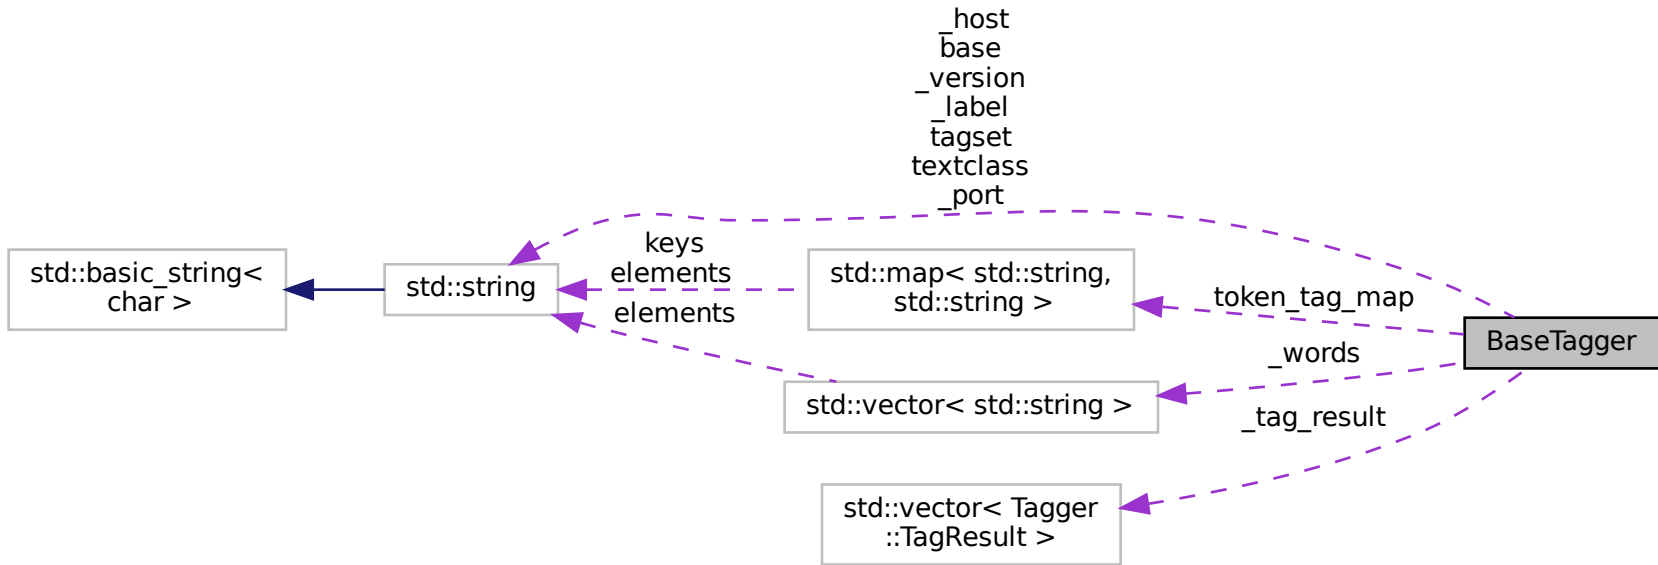 _host
base
_version
_label
tagset
textclass
_port
std::basic_string<
char >
std::string
keys
elements
elements
std::map< std::string,
std::string >
token_tag_map
BaseTagger
_words
std::vector< std::string >
_tag_result
std::vector< Tagger
::TagResult >